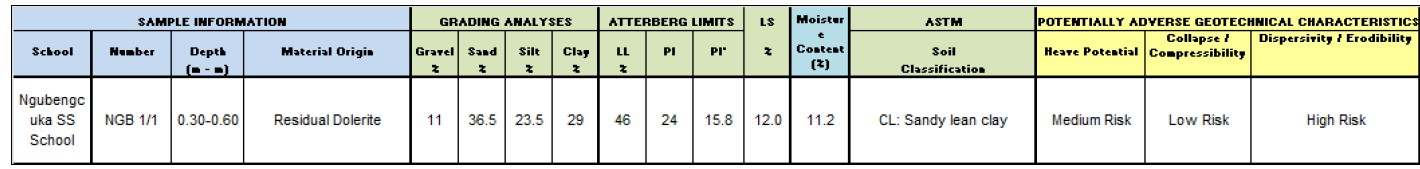 SAMPLE INFORMATION GRADING ANALYSES ATTERBERG LIMITS LS Moistur e Content (%) ASTM POTENTIALLY ADVERSE GEOTECHNICAL CHARACTERISTICS
School Number Depth (m - m) Material Origin Gravel % Sand % Silt % Clay % LL % PI PI' % Soil Classification Heave Potential Collapse / Compressibility Dispersivity / Erodibility
Ngubengc
uka SS
School
NGB 1/1 0.30-0.60 Residual Dolerite 11 36.5 23.5 29 46 24 15.8 12.0 11.2 CL: Sandy lean clay Medium Risk Low Risk High Risk